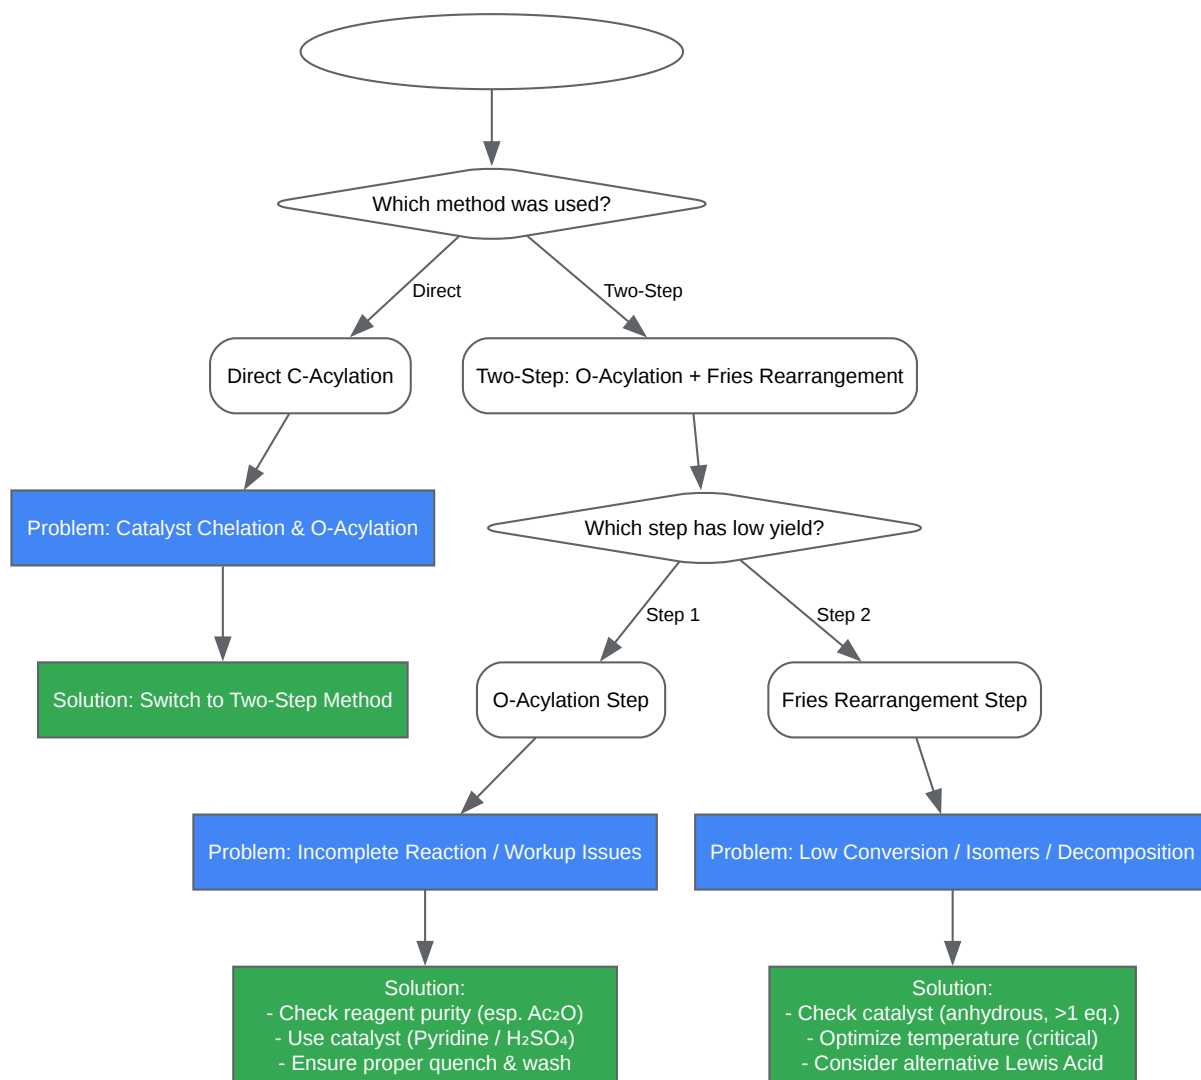 Which method was used?
Direct
Two-Step
Direct C-Acylation
Two-Step: O-Acylation + Fries Rearrangement
Problem: Catalyst Chelation & O-Acylation
Which step has low yield?
Step 1
Step 2
Solution: Switch to Two-Step Method
O-Acylation Step
Fries Rearrangement Step
Problem: Incomplete Reaction / Workup Issues
Problem: Low Conversion / Isomers / Decomposition
Solution:
- Check reagent purity (esp. Ac₂O)
- Use catalyst (Pyridine / H₂SO₄)
- Ensure proper quench & wash
Solution:
- Check catalyst (anhydrous, >1 eq.)
- Optimize temperature (critical)
- Consider alternative Lewis Acid